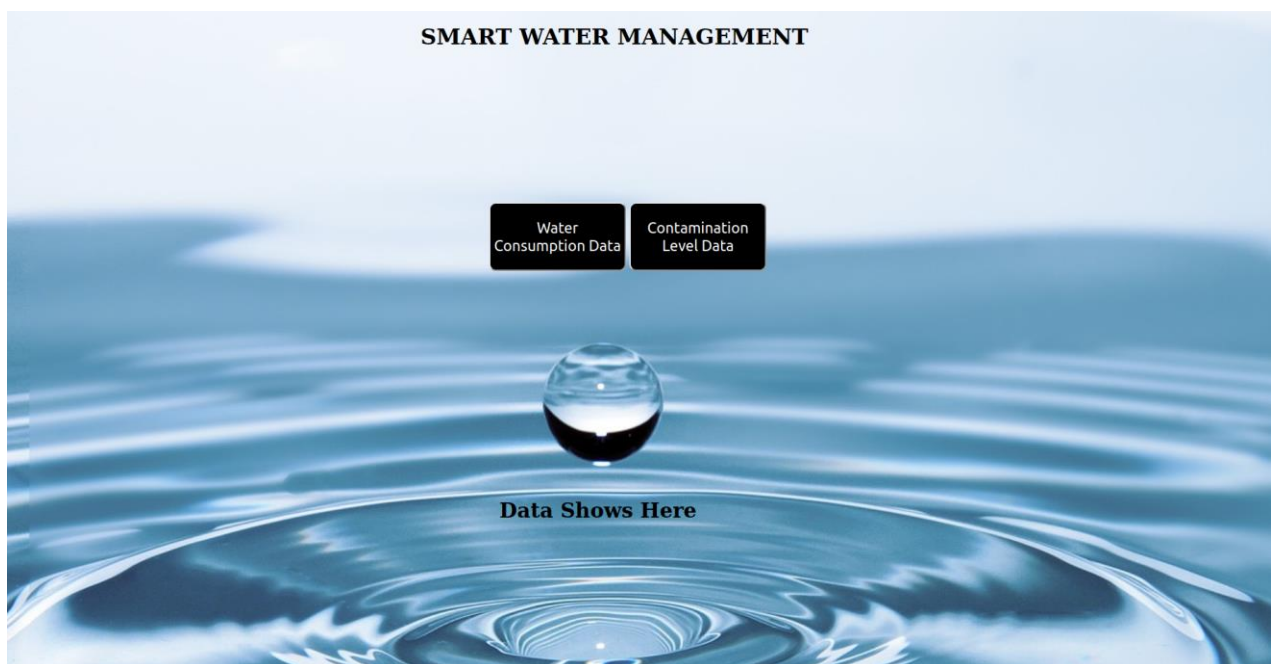 SMART WATER MANAGEMENT
Water
Consumption Data
Contamination
Level Data
Data Shows Here